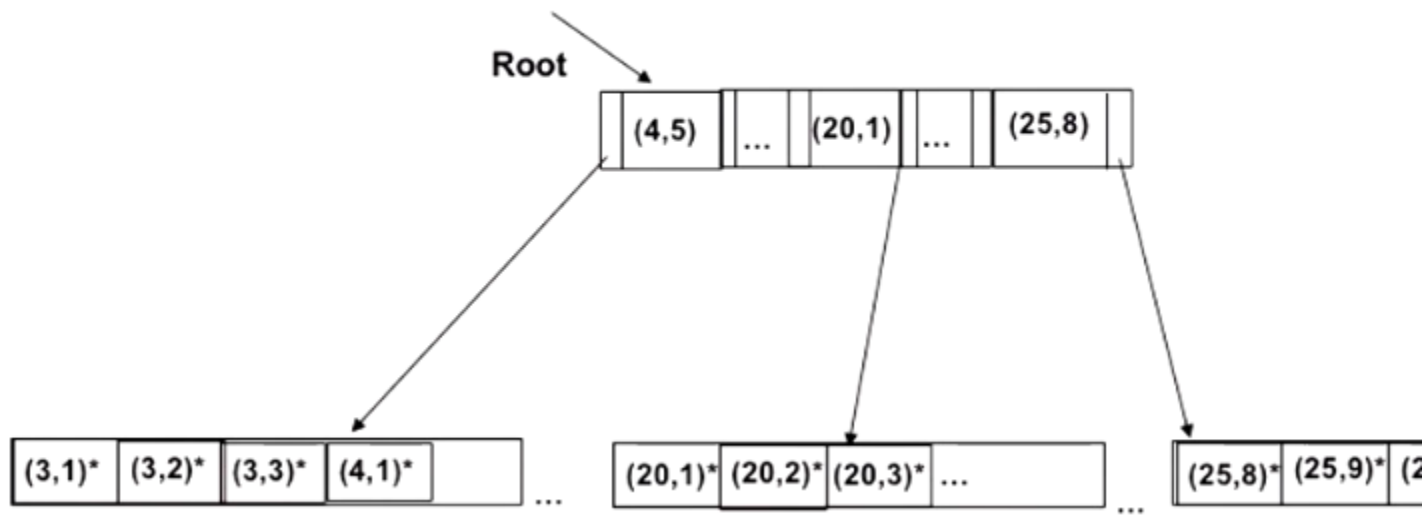 Root
(4,5) ... (20,1) ... (25,8)
(3,1)* (3,2)* (3,3)* (4,1)* ... (20,1)* (20,2)* (20,3)* ... ... (25,8)* (25,9)* (2